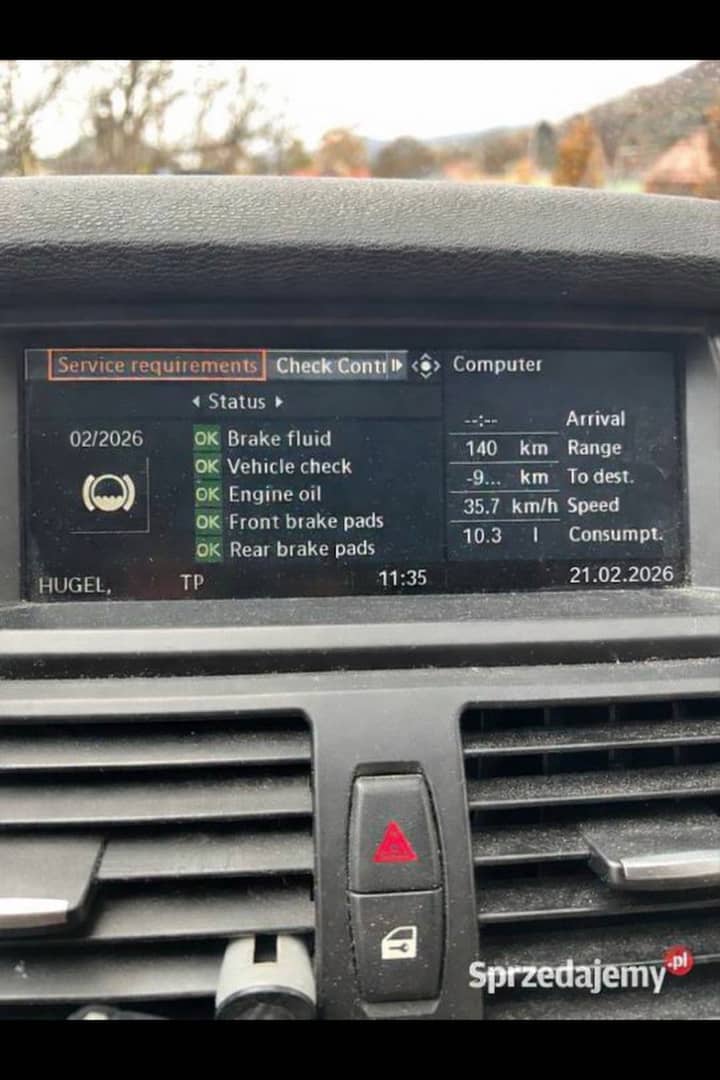 Service requirements Check Contr Computer
Status
--:-- Arrival
02/2026
OK Brake fluid
140 km Range
OK Vehicle check
-9... km To dest.
OK Engine oil
35.7 km/h Speed
OK Front brake pads
10.3 l Consumpt.
OK Rear brake pads
HUGEL, TP 11:35 21.02.2026
Sprzedajemy.pl